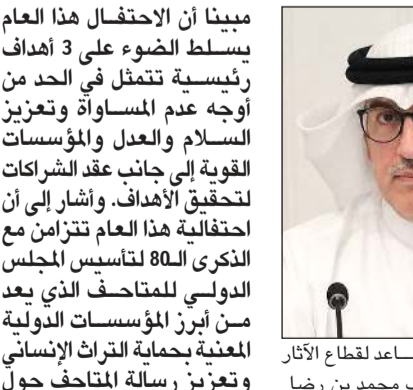 مبينا أن الاحتفال هذا العام
يسلط الضوء على 3 أهداف
رئيسية تتمثل في الحد من
أوجه عدم المساواة وتعزيز
السلام والعدل والمؤسسات
القوية إلى جانب عقد الشراكات
لتحقيق الأهداف. وأشار إلى أن
احتفالية هذا العام تتزامن مع
الذكرى الـ80 لتأسيس المجلس
الدولي للمتاحف الذي يعد
من أبرز المؤسسات الدولية
المعنية بحماية التراث الإنساني
وتعزيز رسالة المتاحف حول
ـاعد لقطاع الآثار
محمد بن رضا